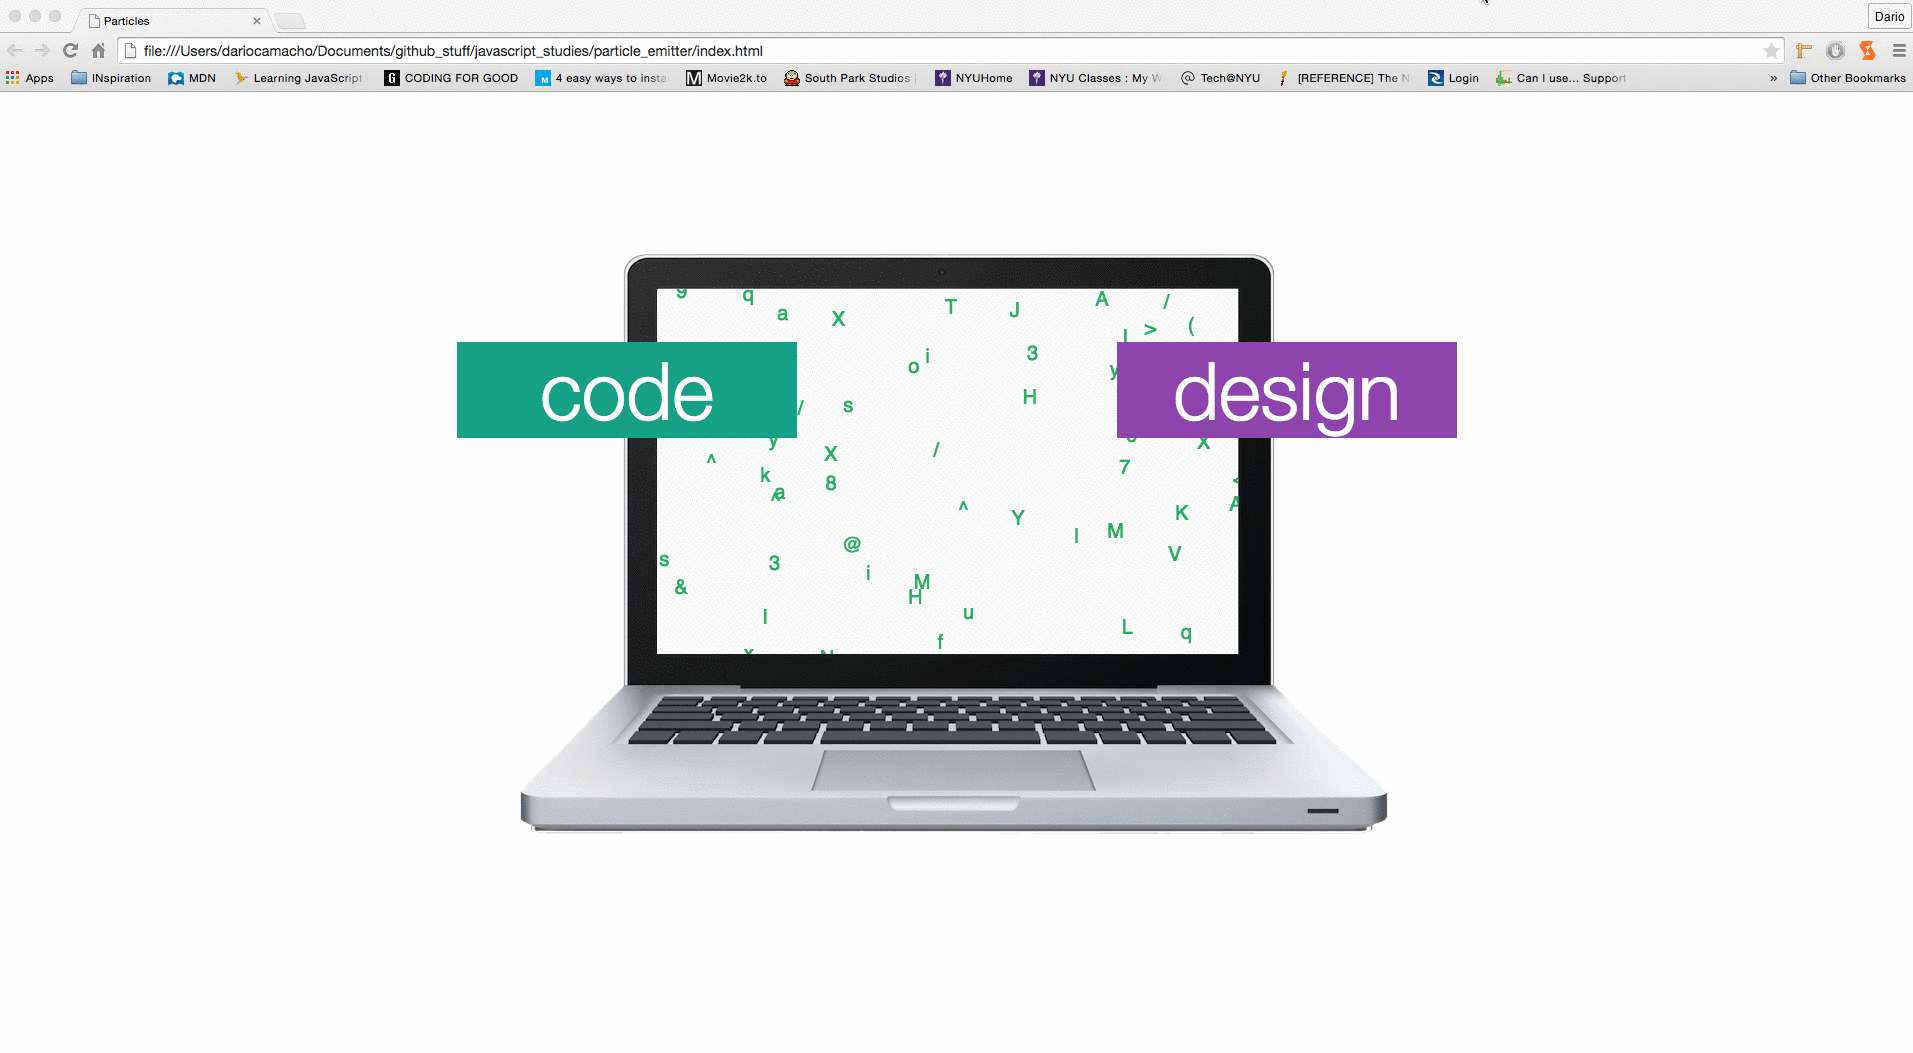 Particles
Dario
file:///Users/dariocamacho/Documents/github_stuff/javascript_studies/particle_emitter/index.html
Apps INspiration MDN Learning JavaScript CODING FOR GOOD 4 easy ways to insta Movie2k.to South Park Studios | NYUHome NYU Classes : My W Tech@NYU [REFERENCE] The N Login Can I use... Support » Other Bookmarks
g q a X T J A /
> (
o i 3 y
code
design
/ s H
y X / X
^ k 8 7
a ^ ^ Y K A
l M V
@
s 3 i
& M
H
l u L q
f